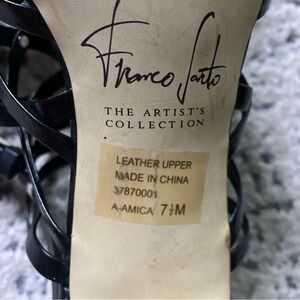 Franco Sarto
THE ARTIST'S
COLLECTION
LEATHER UPPER
MADE IN CHINA
37870001
A-AMICA 7½M